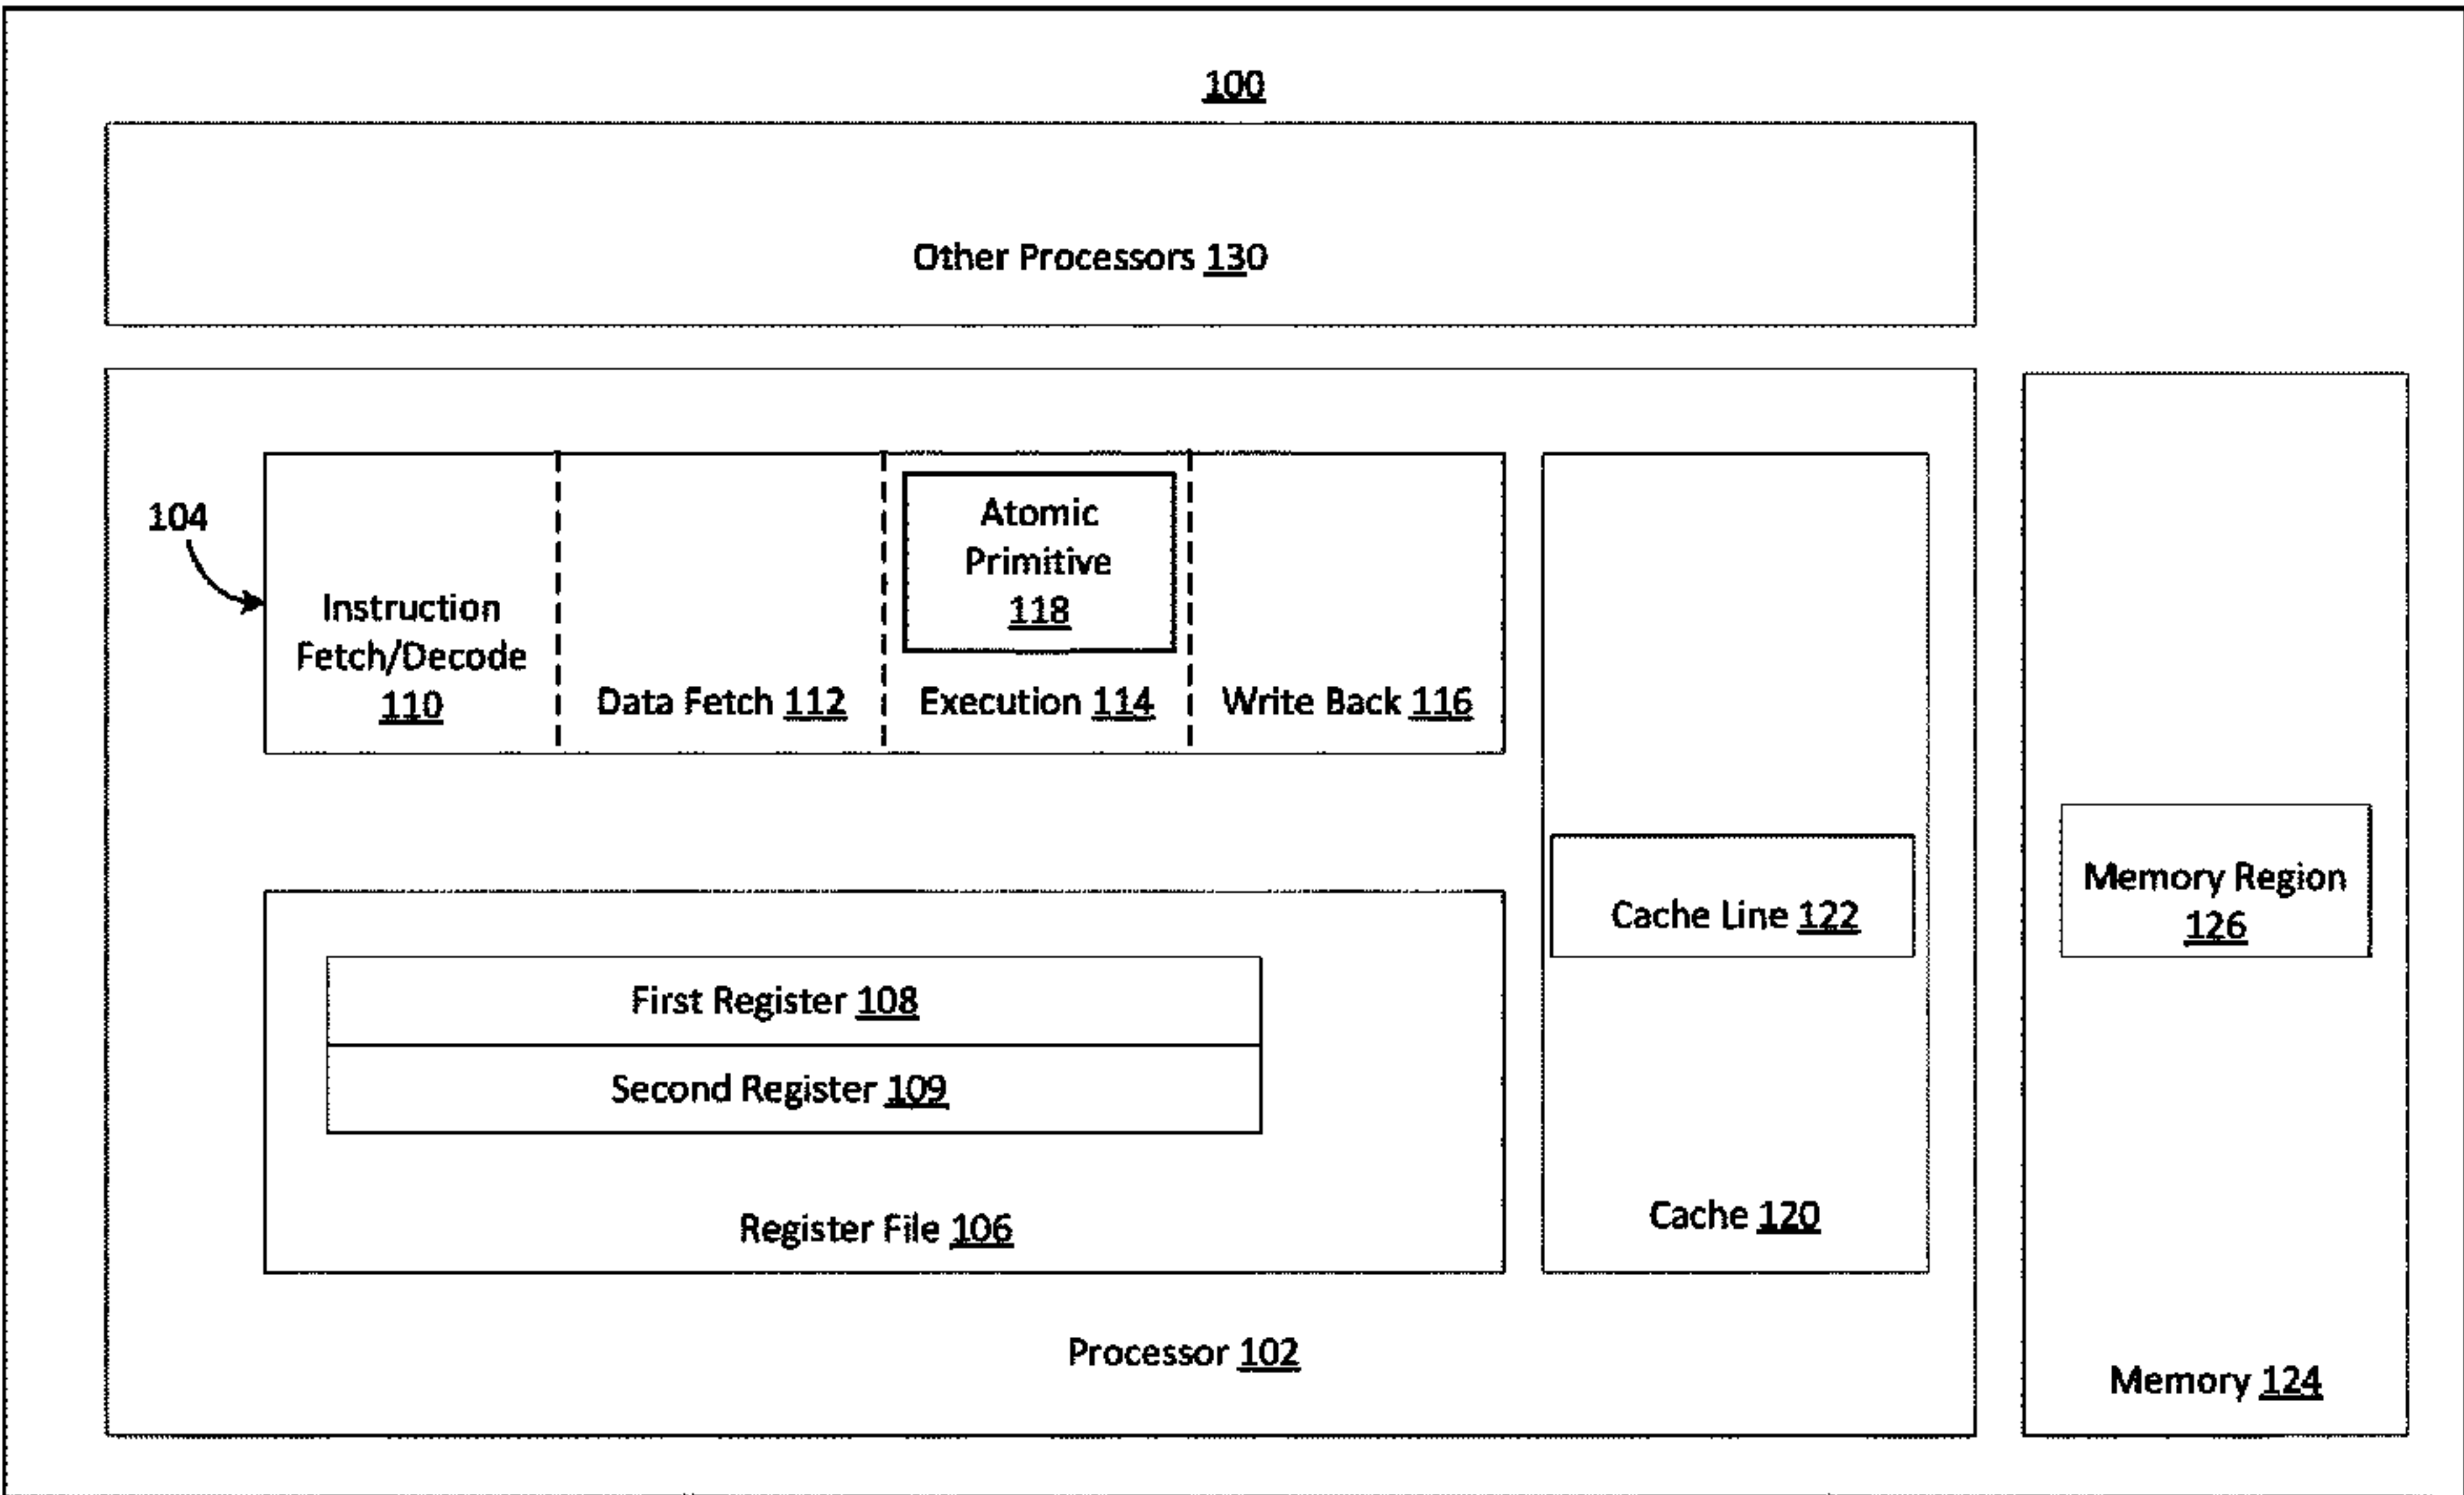 100
Other Processors 130
104
Instruction
Fetch/Decode
110
Data Fetch 112
Atomic
Primitive
118
Execution 114
Write Back 116
First Register 108
Second Register 109
Register File 106
Cache Line 122
Cache 120
Processor 102
Memory Region
126
Memory 124